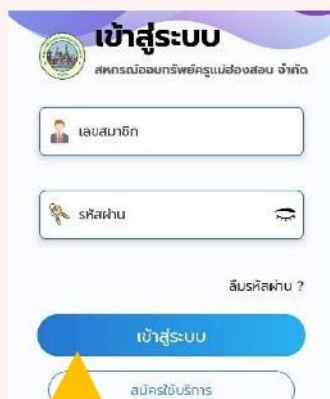 เข้าสู่ระบบ
สหกรณ์ออมทรัพย์ครูแม่ฮ่องสอน จำกัด
เลขสมาชิก
รหัสผ่าน
ลืมรหัสผ่าน ?
เข้าสู่ระบบ
สมัครใช้บริการ